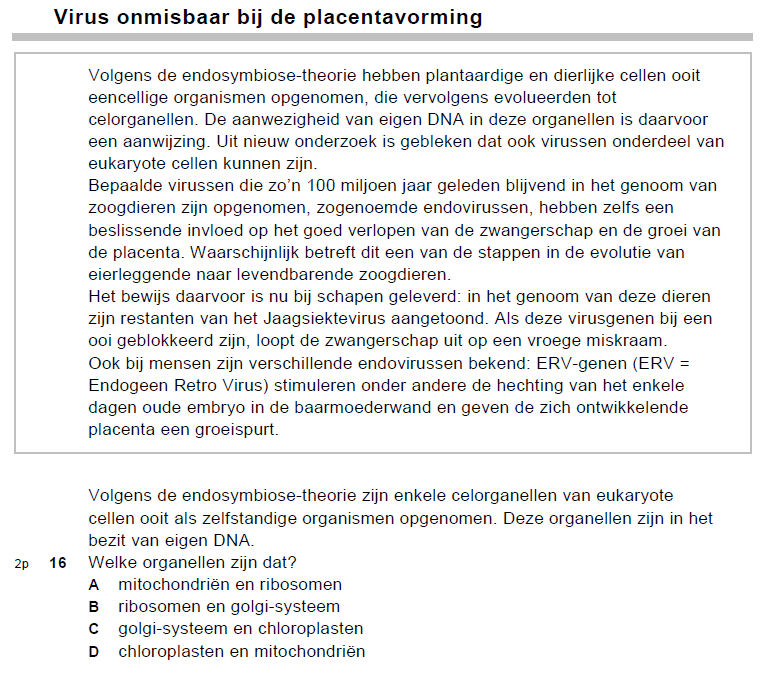 Virus onmisbaar bij de placentavorming
Volgens de endosymbiose-theorie hebben plantaardige en dierlijke cellen ooit
eencellige organismen opgenomen, die vervolgens evolueerden tot
celorganellen. De aanwezigheid van eigen DNA in deze organellen is daarvoor
een aanwijzing. Uit nieuw onderzoek is gebleken dat ook virussen onderdeel van
eukaryote cellen kunnen zijn.
Bepaalde virussen die zo’n 100 miljoen jaar geleden blijvend in het genoom van
zoogdieren zijn opgenomen, zogenoemde endovirussen, hebben zelfs een
beslissende invloed op het goed verlopen van de zwangerschap en de groei van
de placenta. Waarschijnlijk betreft dit een van de stappen in de evolutie van
eierleggende naar levendbarende zoogdieren.
Het bewijs daarvoor is nu bij schapen geleverd: in het genoom van deze dieren
zijn restanten van het Jaagsiektevirus aangetoond. Als deze virusgenen bij een
ooi geblokkeerd zijn, loopt de zwangerschap uit op een vroege miskraam.
Ook bij mensen zijn verschillende endovirussen bekend: ERV-genen (ERV =
Endogeen Retro Virus) stimuleren onder andere de hechting van het enkele
dagen oude embryo in de baarmoederwand en geven de zich ontwikkelende
placenta een groeispurt.
Volgens de endosymbiose-theorie zijn enkele celorganellen van eukaryote
cellen ooit als zelfstandige organismen opgenomen. Deze organellen zijn in het
bezit van eigen DNA.
2p 16 Welke organellen zijn dat?
A mitochondriën en ribosomen
B ribosomen en golgi-systeem
C golgi-systeem en chloroplasten
D chloroplasten en mitochondriën